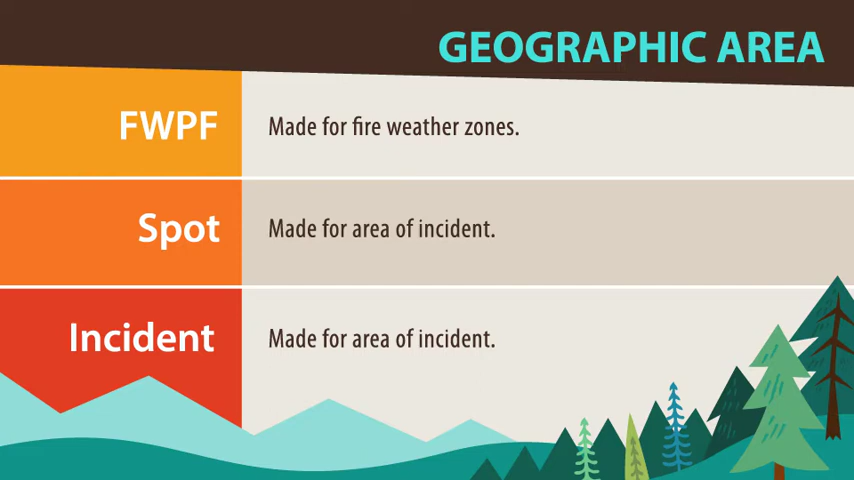 GEOGRAPHIC AREA
FWPF
Made for fire weather zones.
Spot
Made for area of incident.
Incident
Made for area of incident.